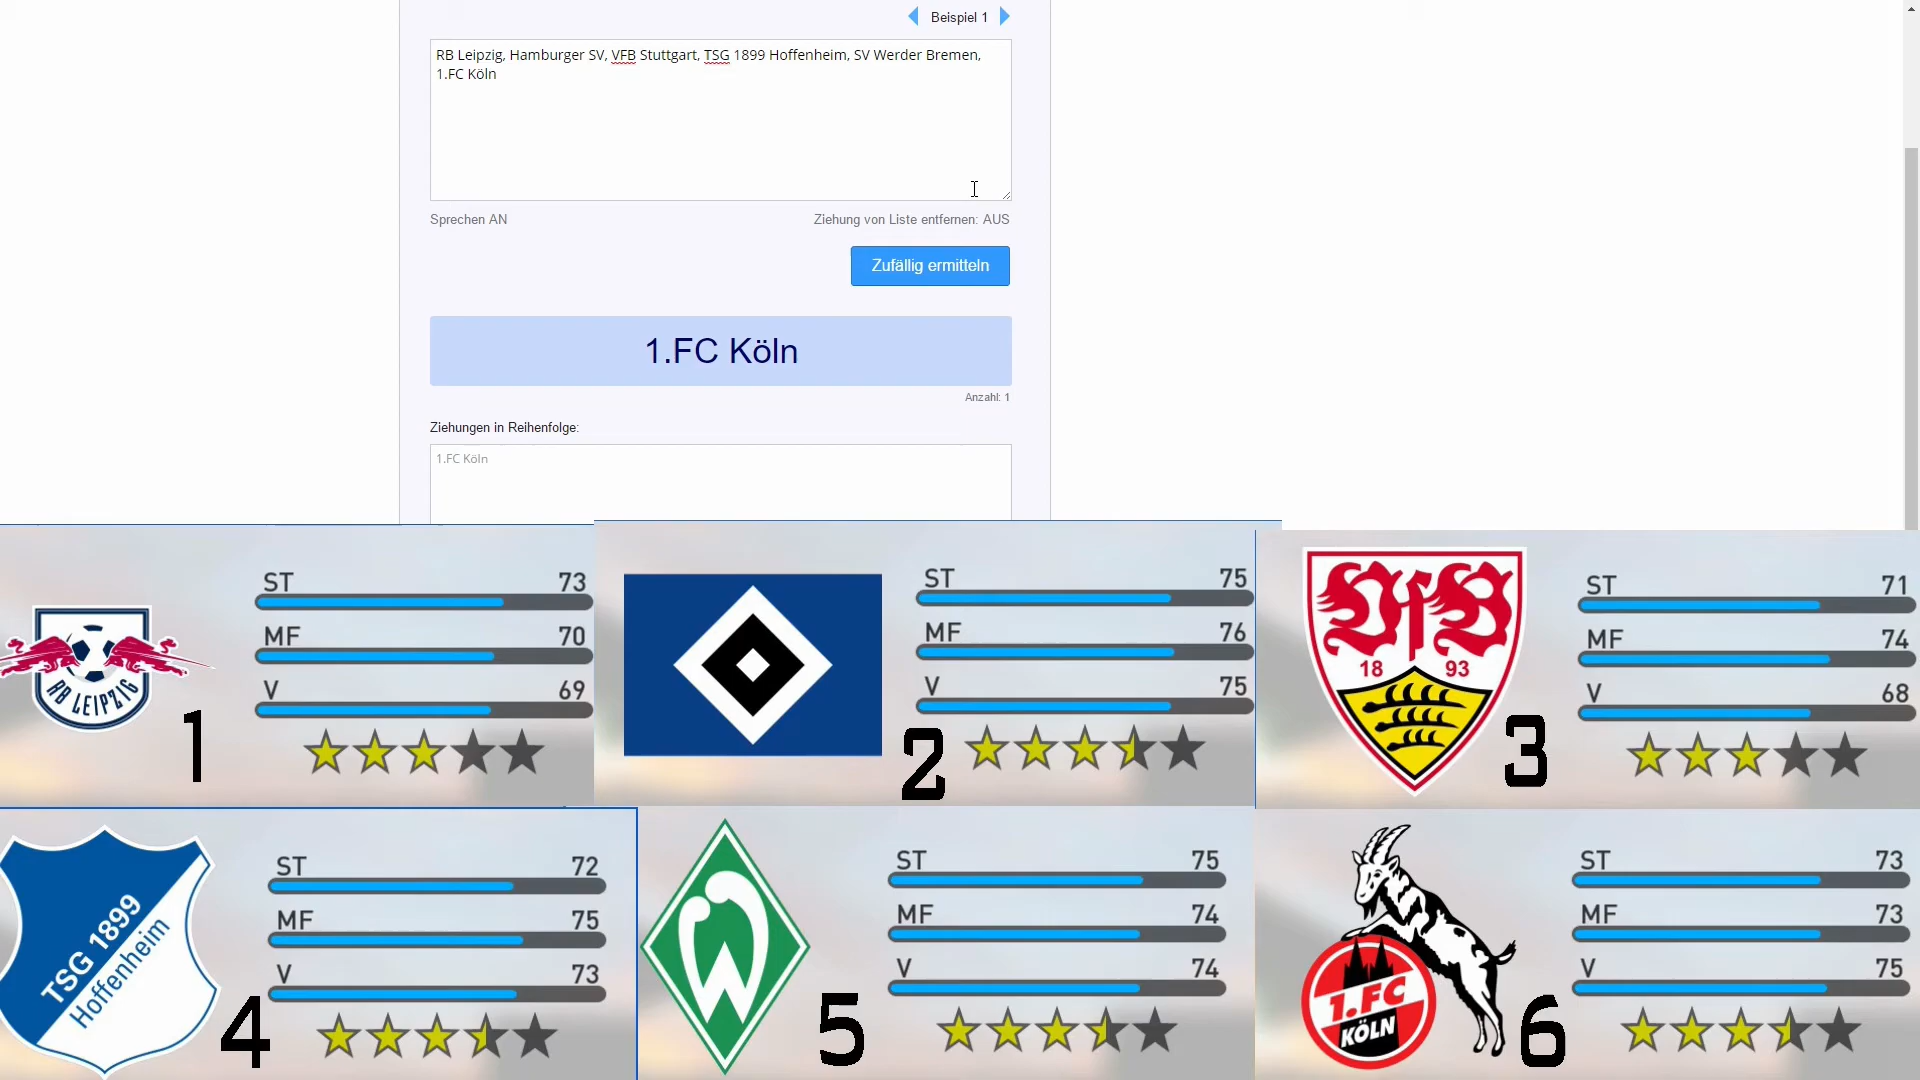 Beispiel 1
RB Leipzig, Hamburger SV, VFB Stuttgart, TSG 1899 Hoffenheim, SV Werder Bremen,
1.FC Köln
Sprechen AN
Ziehung von Liste entfernen: AUS
Zufällig ermitteln
1.FC Köln
Anzahl: 1
Ziehungen in Reihenfolge:
1.FC Köln
RB LEIPZIG
1
ST 73
MF 70
V 69
2
ST 75
MF 76
V 75
VfB
18 93
3
ST 71
MF 74
V 68
TSG 1899
Hoffenheim
4
ST 72
MF 75
V 73
W
5
ST 75
MF 74
V 74
1.FC
KÖLN
6
ST 73
MF 73
V 75